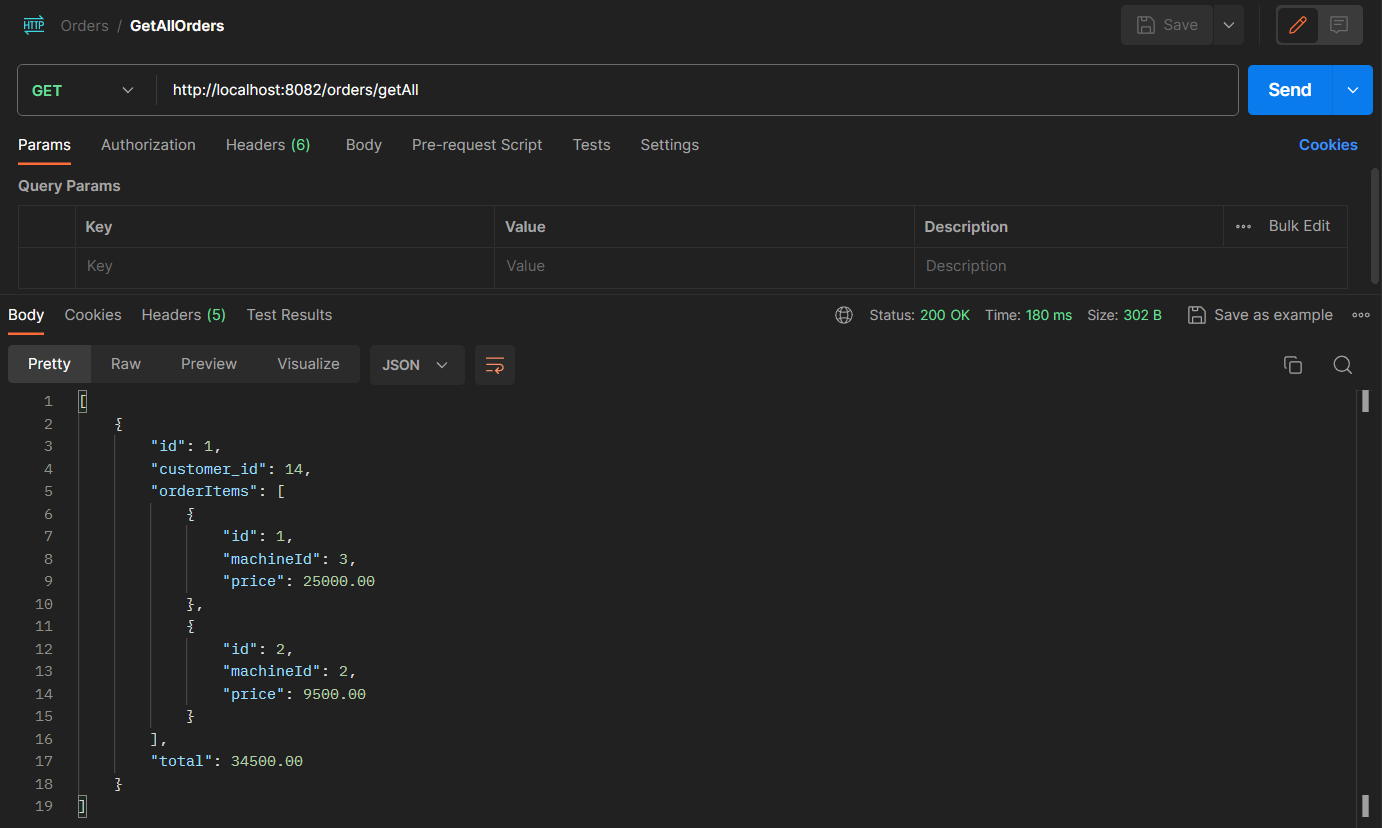 HTTP Orders / GetAllOrders Save
GET http://localhost:8082/orders/getAll Send
Params Authorization Headers (6) Body Pre-request Script Tests Settings Cookies
Query Params
Key Value Description Bulk Edit
Key Value Description
Body Cookies Headers (5) Test Results Status: 200 OK Time: 180 ms Size: 302 B Save as example
Pretty Raw Preview Visualize JSON
1 [
2 {
3 "id": 1,
4 "customer_id": 14,
5 "orderItems": [
6 {
7 "id": 1,
8 "machineId": 3,
9 "price": 25000.00
10 },
11 {
12 "id": 2,
13 "machineId": 2,
14 "price": 9500.00
15 }
16 ],
17 "total": 34500.00
18 }
19 ]